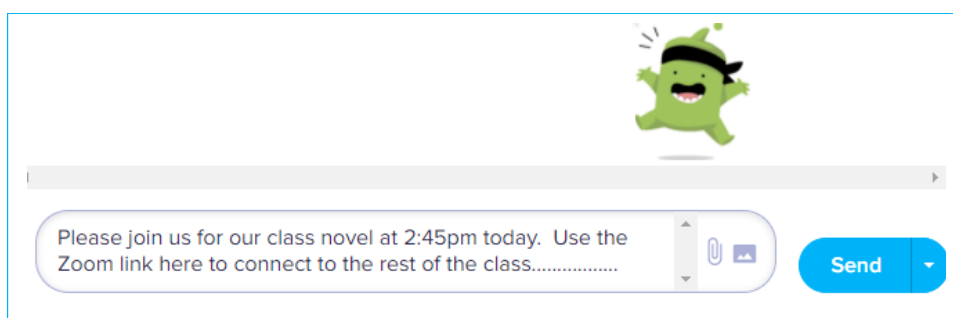 Please join us for our class novel at 2:45pm today.  Use the
Zoom link here to connect to the rest of the class.................
Send